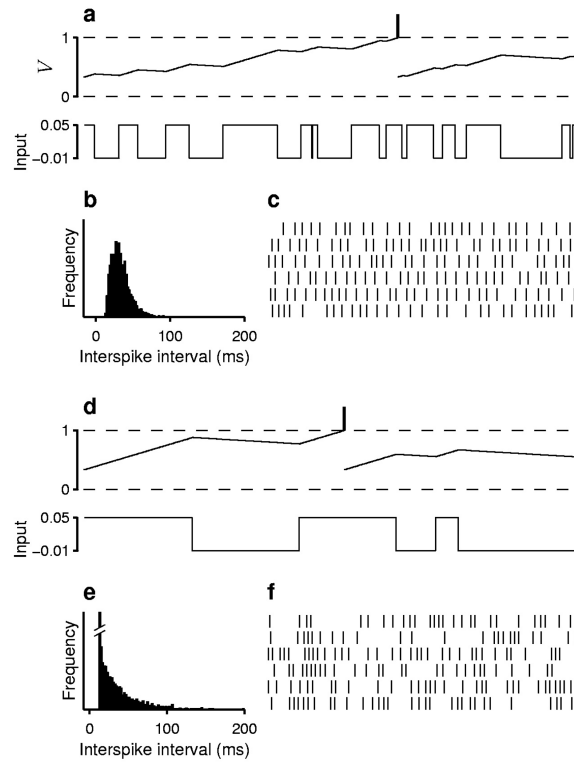 a
1
V
0
0.05
Input
−0.01
b
c
Frequency
0 100 200
Interspike interval (ms)
d
1
0
0.05
Input
−0.01
e
f
Frequency
0 100 200
Interspike interval (ms)